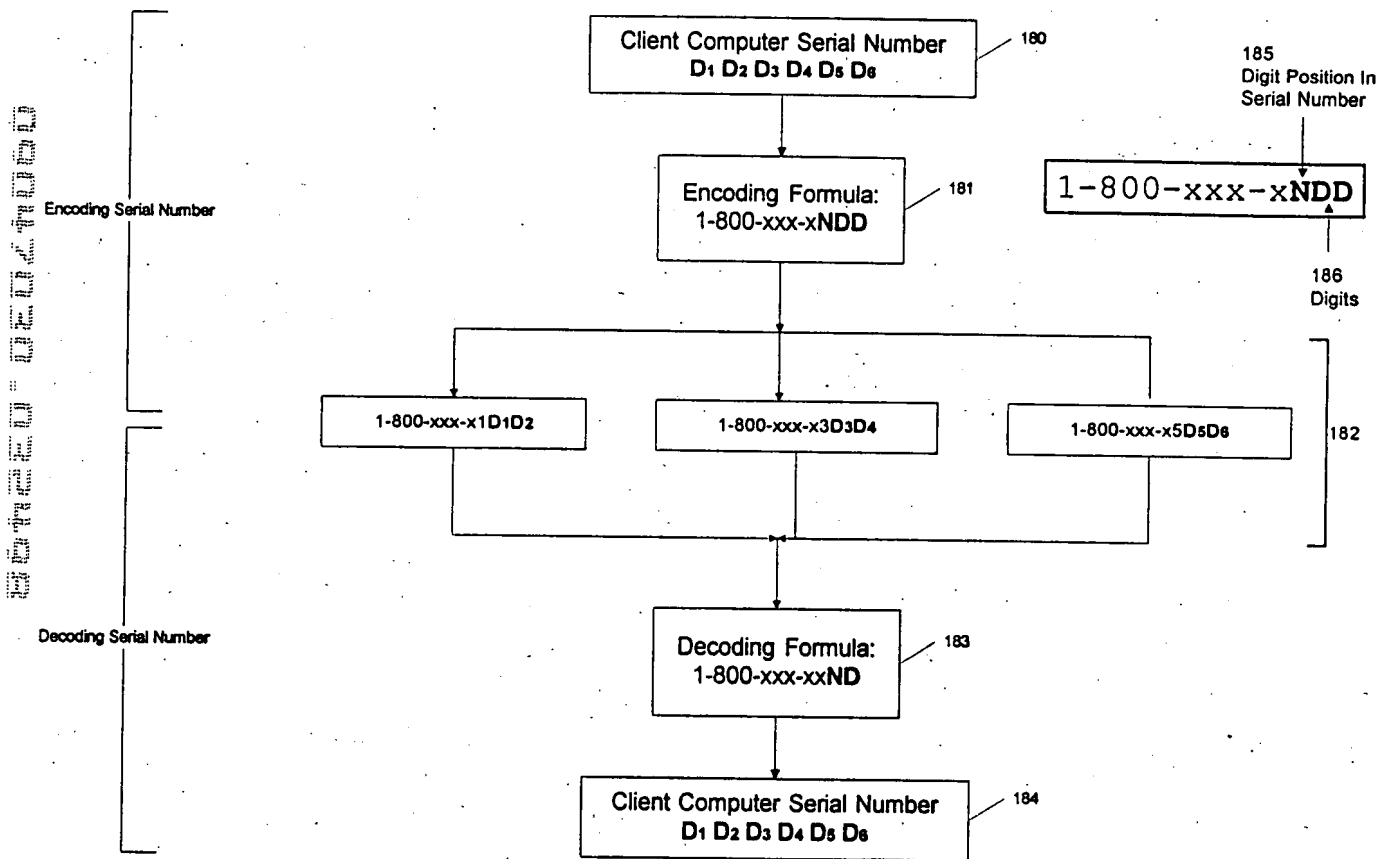 Client Computer Serial Number
D1 D2 D3 D4 D5 D6
180
185
Digit Position In
Serial Number
Encoding Formula:
1-800-xxx-xNDD
181
1-800-xxx-xNDD
Encoding Serial Number
186
Digits
1-800-xxx-x1D1D2
1-800-xxx-x3D3D4
1-800-xxx-x5D5D6
182
Decoding Serial Number
Decoding Formula:
1-800-xxx-xxND
183
Client Computer Serial Number
D1 D2 D3 D4 D5 D6
184